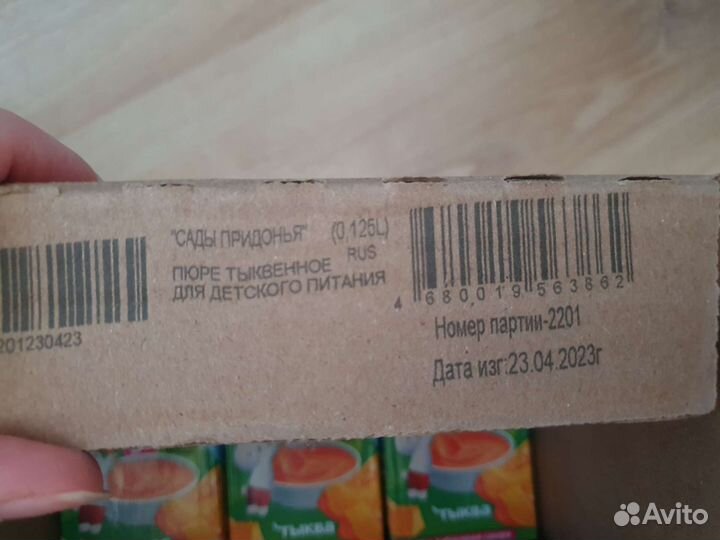 "САДЫ ПРИДОНЬЯ" (0,125L)
RUS
ПЮРЕ ТЫКВЕННОЕ
ДЛЯ ДЕТСКОГО ПИТАНИЯ
4 680019 563862
Номер партии-2201
Дата изг:23.04.2023г
201230423
тыква
тыква
Avito